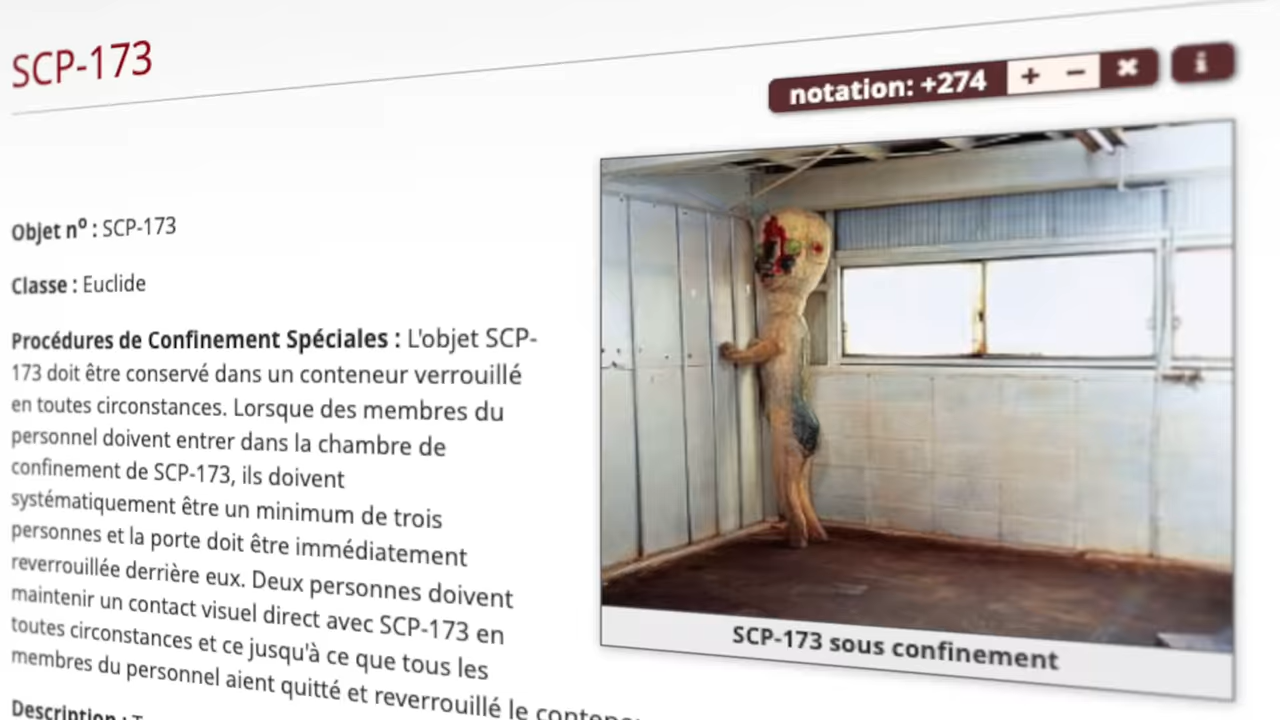 SCP-173
notation: +274 + − ✖ i
Objet nº : SCP-173
Classe : Euclide
Procédures de Confinement Spéciales : L'objet SCP-
173 doit être conservé dans un conteneur verrouillé
en toutes circonstances. Lorsque des membres du
personnel doivent entrer dans la chambre de
confinement de SCP-173, ils doivent
systématiquement être un minimum de trois
personnes et la porte doit être immédiatement
reverrouillée derrière eux. Deux personnes doivent
maintenir un contact visuel direct avec SCP-173 en
toutes circonstances et ce jusqu'à ce que tous les
membres du personnel aient quitté et reverrouillé le
Description :
SCP-173 sous confinement